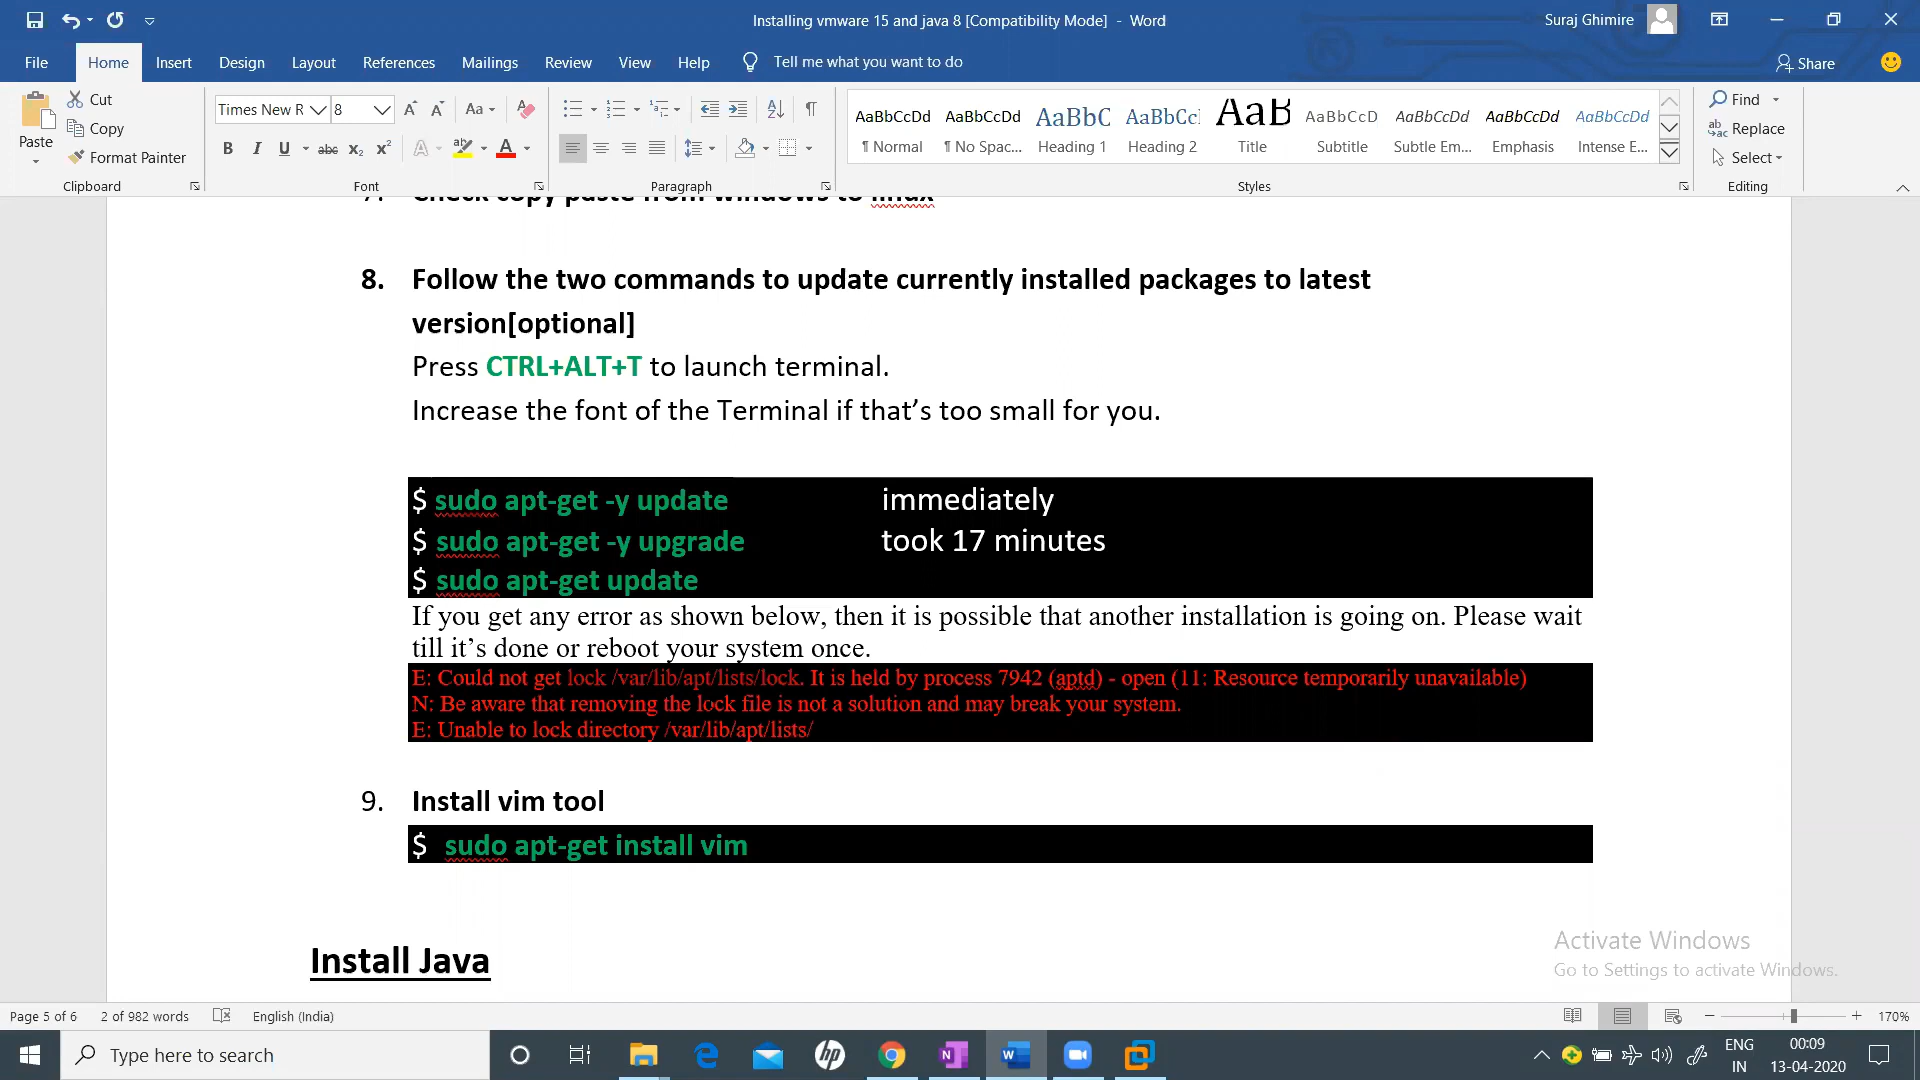 Installing vmware 15 and java 8 [Compatibility Mode] - Word
Suraj Ghimire
File Home Insert Design Layout References Mailings Review View Help Tell me what you want to do
Share
Paste
Cut
Copy
Format Painter
Clipboard
Times New R 8
Aa
B I U abc x2 x2 A A
Font
Paragraph
AaBbCcDd AaBbCcDd AaBbC AaBbCc AaB AaBbCcD AaBbCcDd AaBbCcDd AaBbCcDd
¶ Normal ¶ No Spac... Heading 1 Heading 2 Title Subtitle Subtle Em... Emphasis Intense E...
Styles
Find
Replace
Select
Editing
7. Check copy paste from windows to linux
8. Follow the two commands to update currently installed packages to latest
version[optional]
Press CTRL+ALT+T to launch terminal.
Increase the font of the Terminal if that’s too small for you.
$ sudo apt-get -y update immediately
$ sudo apt-get -y upgrade took 17 minutes
$ sudo apt-get update
If you get any error as shown below, then it is possible that another installation is going on. Please wait
till it’s done or reboot your system once.
E: Could not get lock /var/lib/apt/lists/lock. It is held by process 7942 (aptd) - open (11: Resource temporarily unavailable)
N: Be aware that removing the lock file is not a solution and may break your system.
E: Unable to lock directory /var/lib/apt/lists/
9. Install vim tool
$ sudo apt-get install vim
Install Java
Activate Windows
Go to Settings to activate Windows.
Page 5 of 6 2 of 982 words English (India) 170%
Type here to search
ENG
IN
00:09
13-04-2020